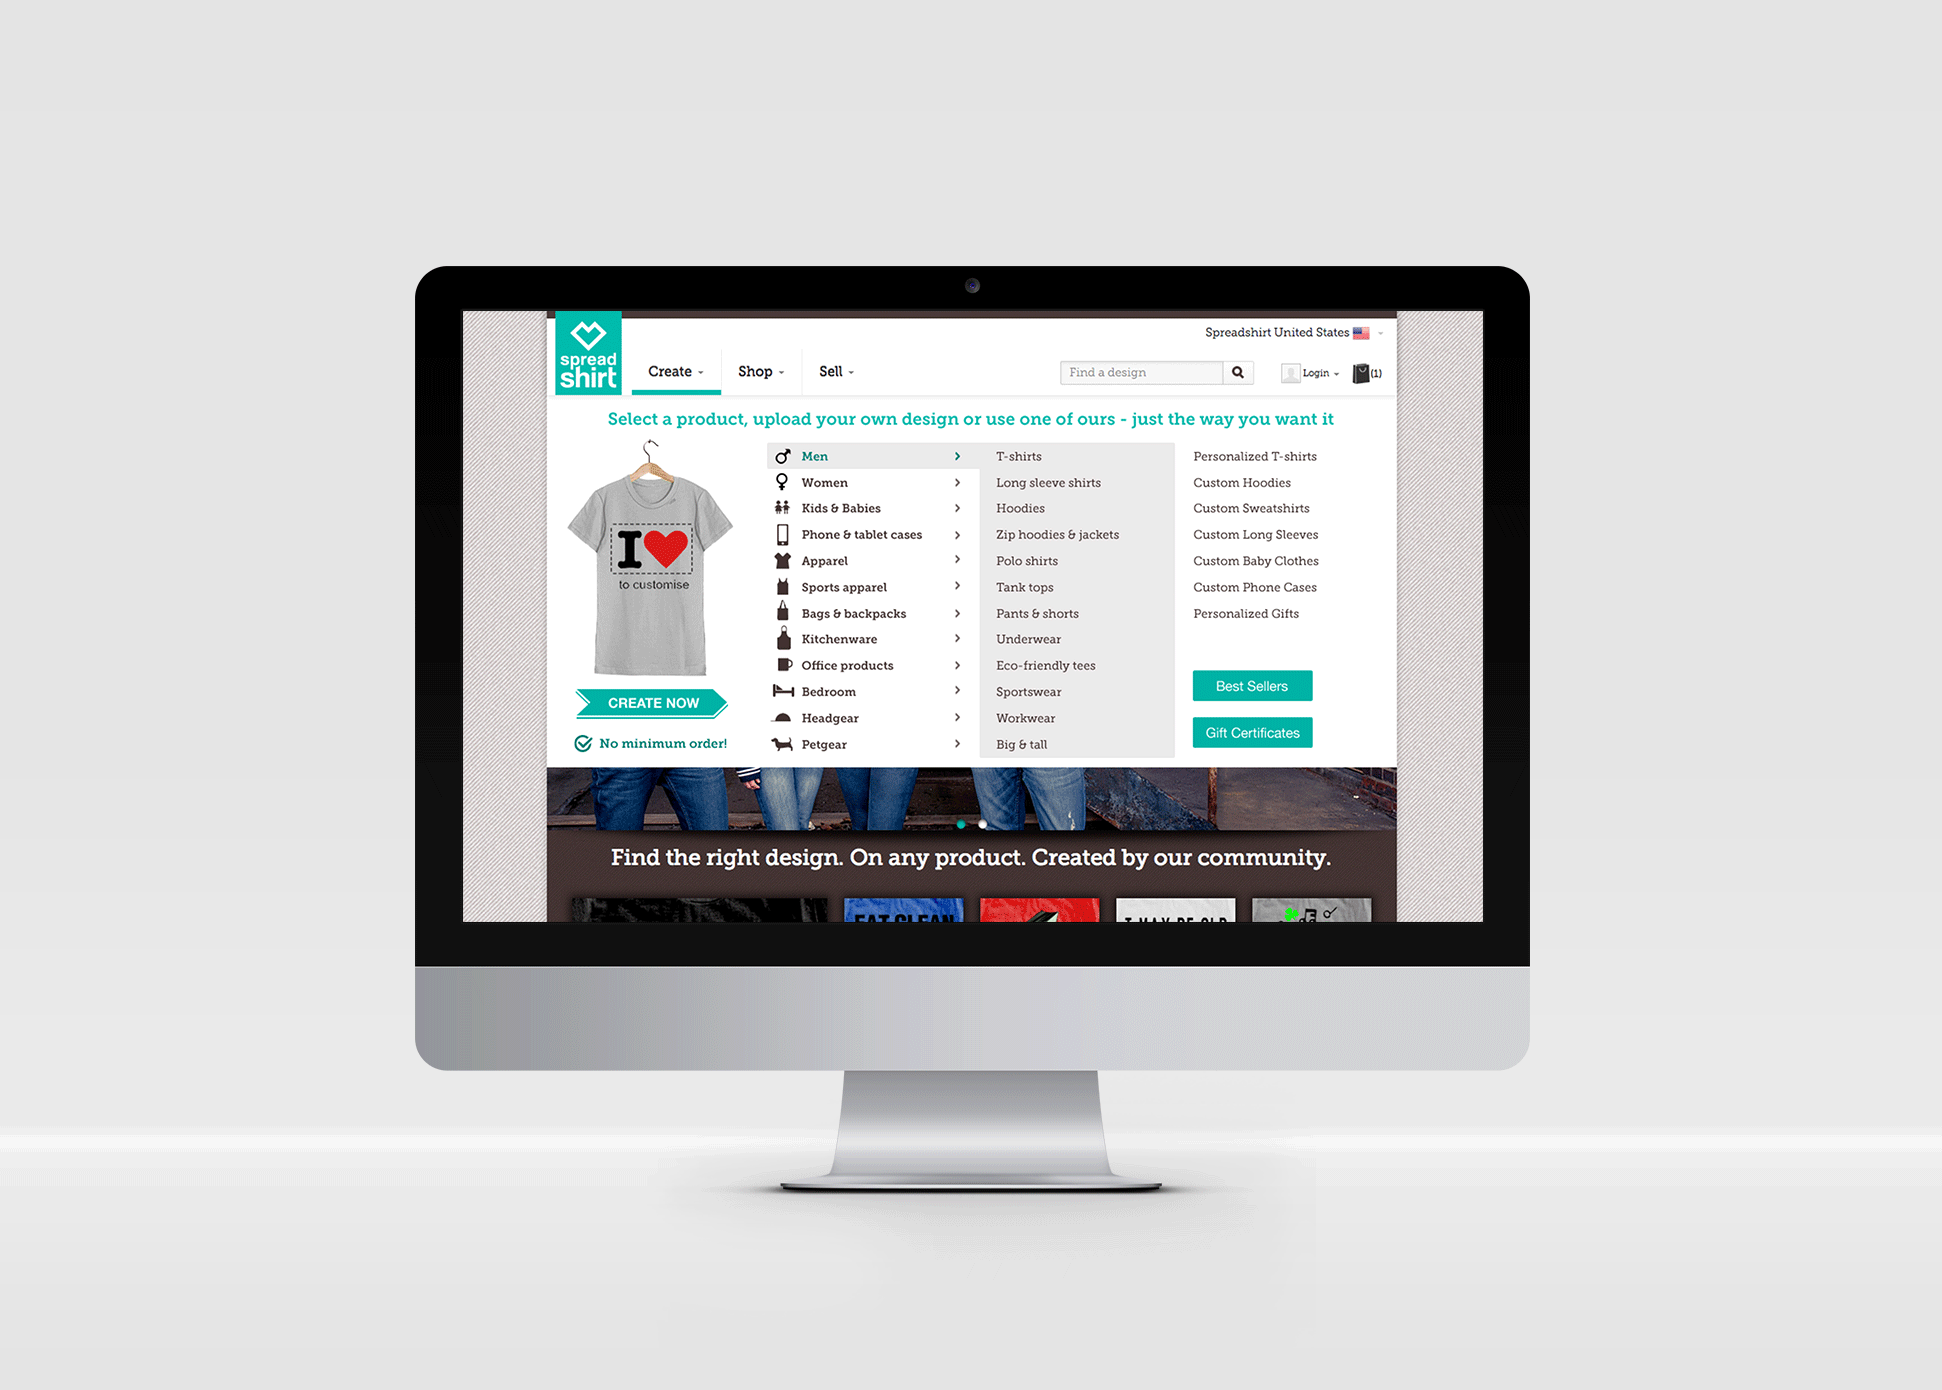 Spreadshirt United States
spread
shirt
Create
Shop
Sell
Find a design
Login
(1)
Select a product, upload your own design or use one of ours - just the way you want it
I
to customise
CREATE NOW
No minimum order!
Men
Women
Kids & Babies
Phone & tablet cases
Apparel
Sports apparel
Bags & backpacks
Kitchenware
Office products
Bedroom
Headgear
Petgear
T-shirts
Long sleeve shirts
Hoodies
Zip hoodies & jackets
Polo shirts
Tank tops
Pants & shorts
Underwear
Eco-friendly tees
Sportswear
Workwear
Big & tall
Personalized T-shirts
Custom Hoodies
Custom Sweatshirts
Custom Long Sleeves
Custom Baby Clothes
Custom Phone Cases
Personalized Gifts
Best Sellers
Gift Certificates
Find the right design. On any product. Created by our community.
EAT CLEAN
I MAY BE OLD